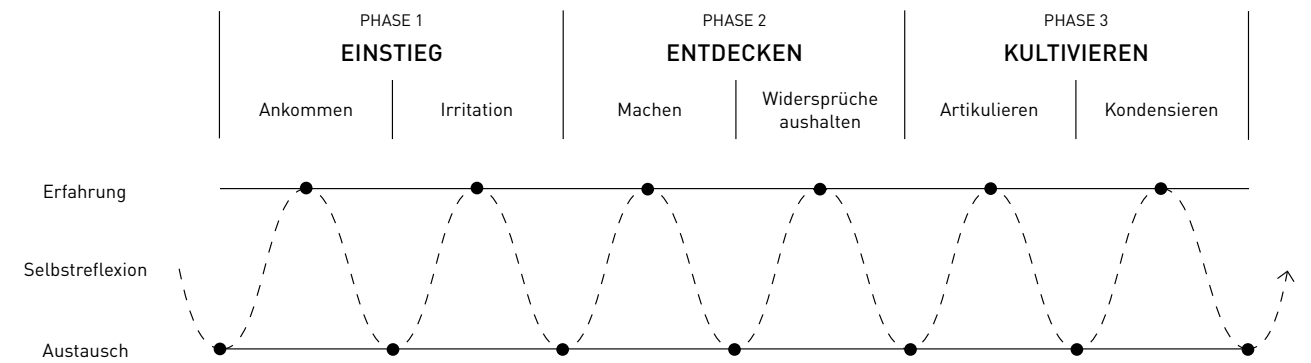 PHASE 1
EINSTIEG
PHASE 2
ENTDECKEN
PHASE 3
KULTIVIEREN
Ankommen
Irritation
Machen
Widersprüche
aushalten
Artikulieren
Kondensieren
Erfahrung
Selbstreflexion
Austausch